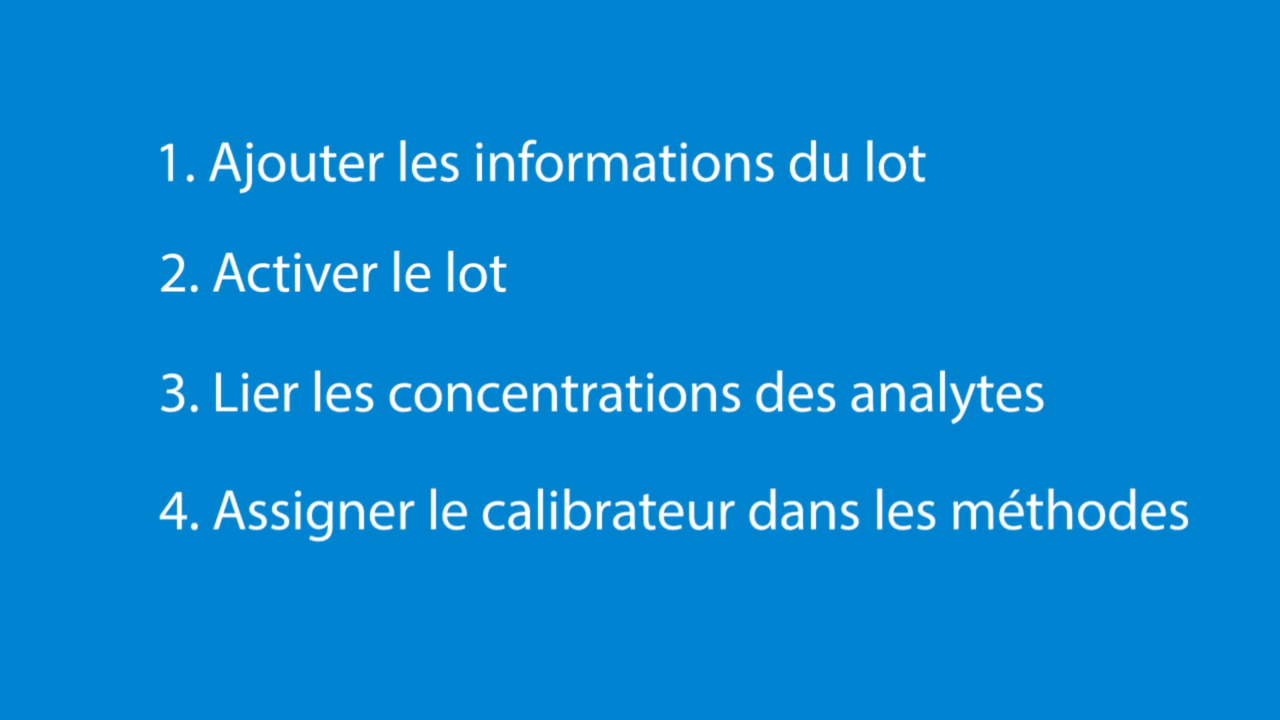 1. Ajouter les informations du lot
2. Activer le lot
3. Lier les concentrations des analytes
4. Assigner le calibrateur dans les méthodes